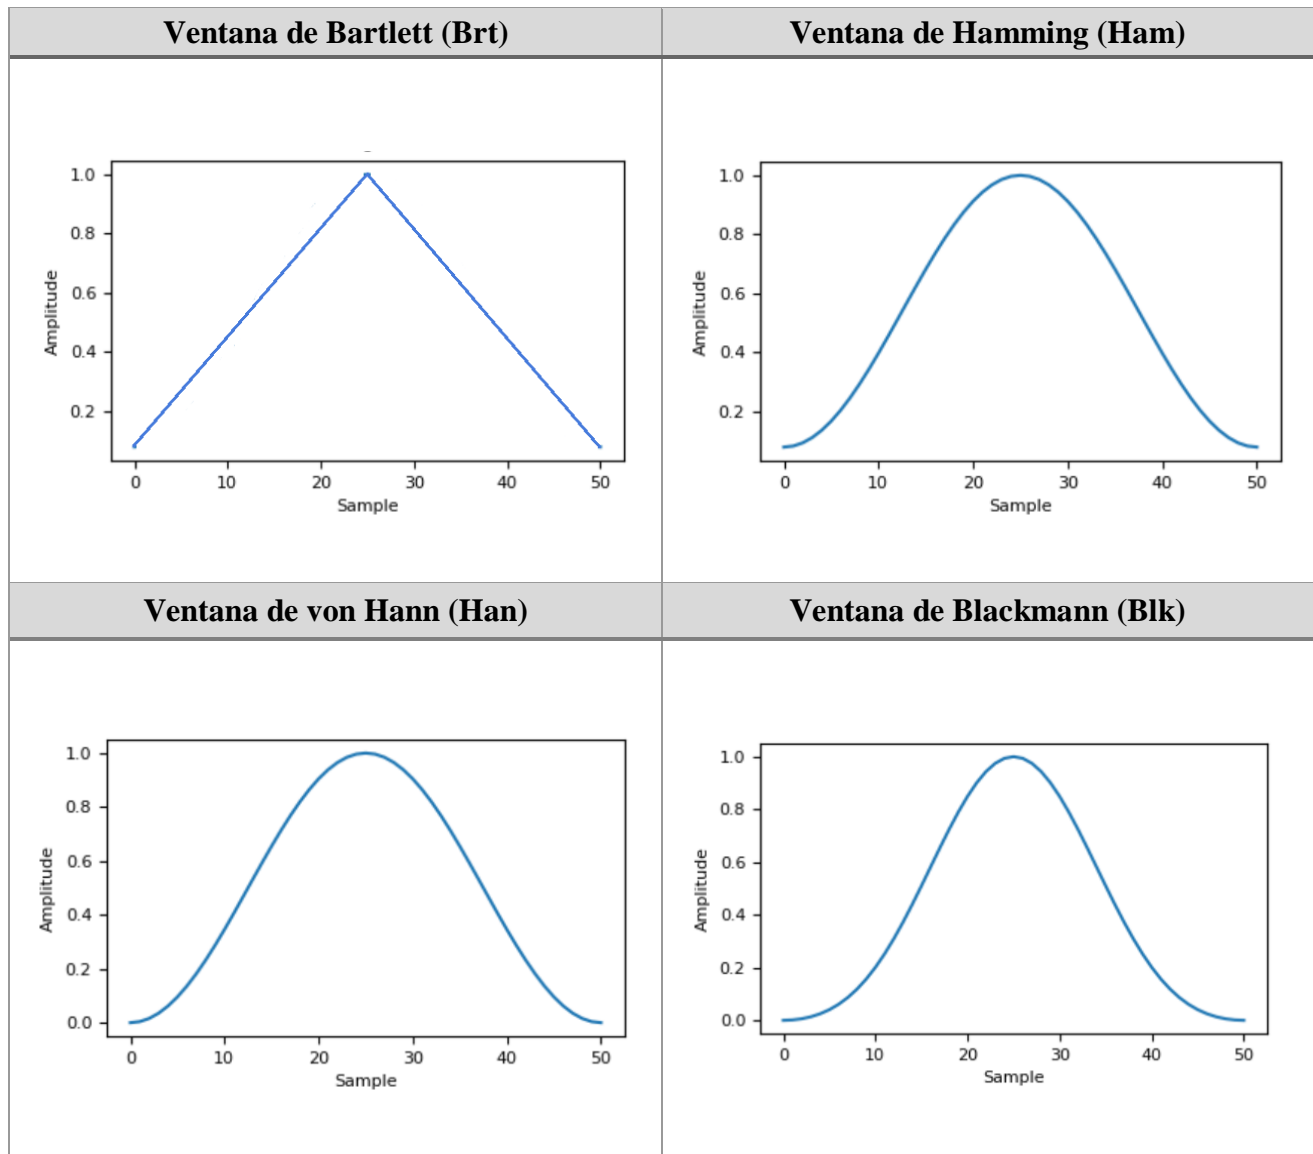 Ventana de Bartlett (Brt)
Ventana de Hamming (Ham)
1.0
0.8
0.6
0.4
0.2
Amplitude
0 10 20 30 40 50
Sample
1.0
0.8
0.6
0.4
0.2
Amplitude
0 10 20 30 40 50
Sample
Ventana de von Hann (Han)
Ventana de Blackmann (Blk)
1.0
0.8
0.6
0.4
0.2
0.0
Amplitude
0 10 20 30 40 50
Sample
1.0
0.8
0.6
0.4
0.2
0.0
Amplitude
0 10 20 30 40 50
Sample